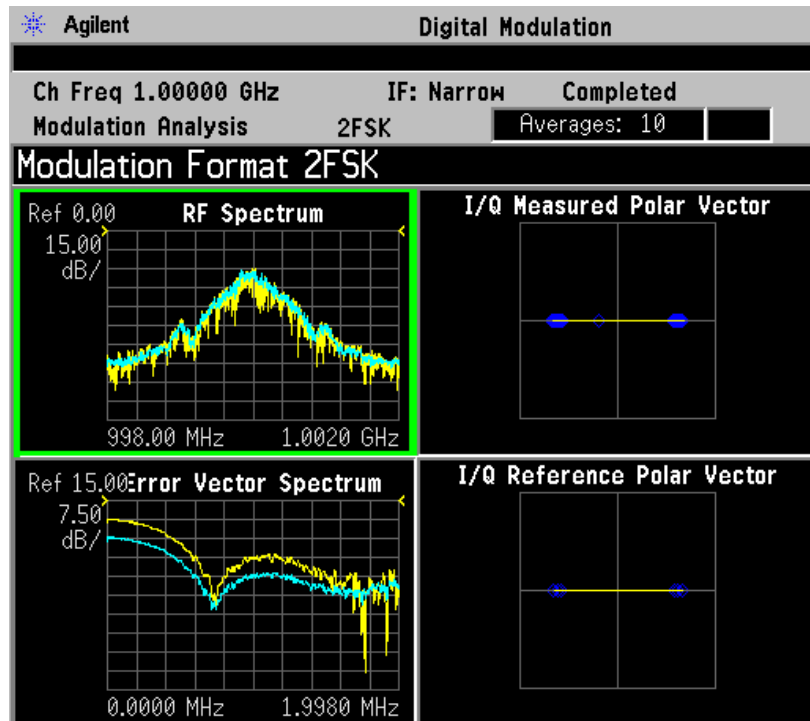 Agilent Digital Modulation
Ch Freq 1.00000 GHz IF: Narrow Completed
Modulation Analysis 2FSK Averages: 10
Modulation Format 2FSK
Ref 0.00 RF Spectrum
15.00
dB/
998.00 MHz 1.0020 GHz
I/Q Measured Polar Vector
Ref 15.00 Error Vector Spectrum
7.50
dB/
0.0000 MHz 1.9980 MHz
I/Q Reference Polar Vector